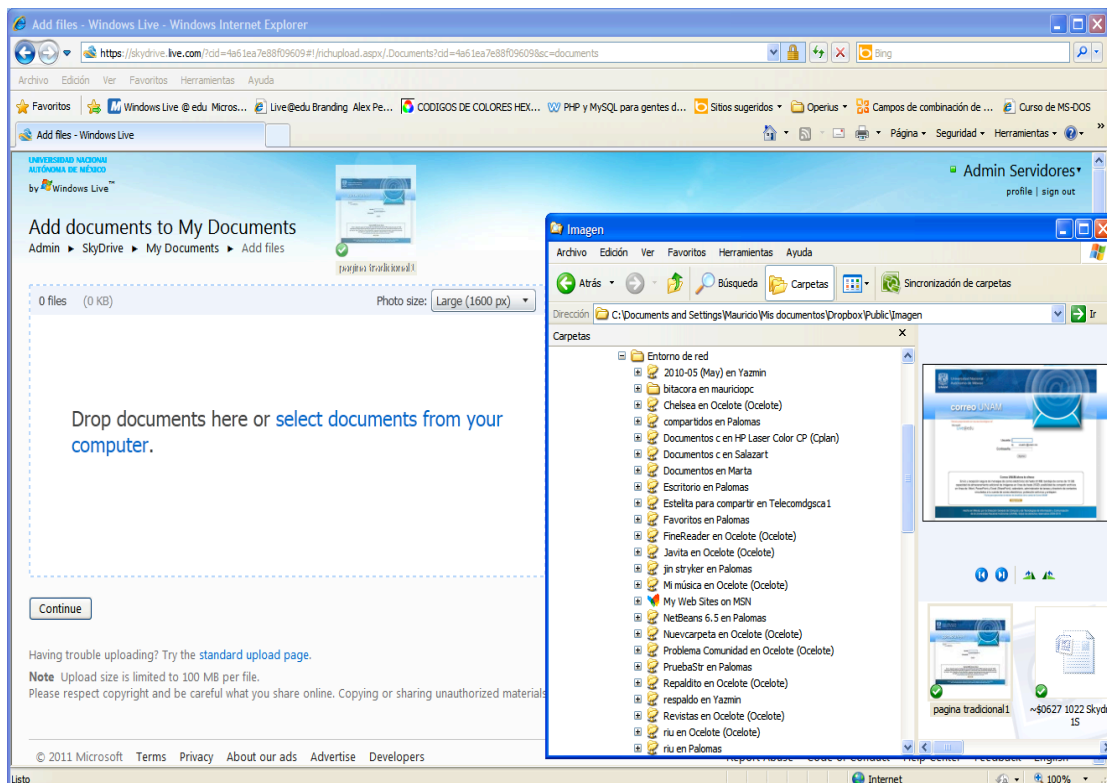 Add files - Windows Live - Windows Internet Explorer
https://skydrive.live.com/?cid=4a61ea7e88f09609#!/richupload.aspx/.Documents?cid=4a61ea7e88f09609&sc=documents
Bing
Archivo Edición Ver Favoritos Herramientas Ayuda
Favoritos Windows Live @ edu Micros... Live@edu Branding Alex Pe... CODIGOS DE COLORES HEX... PHP y MySQL para gentes d... Sitios sugeridos Operius Campos de combinación de ... Curso de MS-DOS
Add files - Windows Live
Página Seguridad Herramientas
UNIVERSIDAD NACIONAL
AUTÓNOMA DE MÉXICO
by Windows Live™
Admin Servidores
profile | sign out
Add documents to My Documents
Admin ► SkyDrive ► My Documents ► Add files
pagina tradicional1
0 files (0 KB)
Photo size: Large (1600 px)
Drop documents here or select documents from your
computer.
Continue
Having trouble uploading? Try the standard upload page.
Note Upload size is limited to 100 MB per file.
Please respect copyright and be careful what you share online. Copying or sharing unauthorized materials
© 2011 Microsoft Terms Privacy About our ads Advertise Developers
Report Abuse Code of Conduct Help Center Feedback English
Listo
Internet
100%
Imagen
Archivo Edición Ver Favoritos Herramientas Ayuda
Atrás Búsqueda Carpetas Sincronización de carpetas
Dirección C:\Documents and Settings\Mauricio\Mis documentos\Dropbox\Public\Imagen Ir
Carpetas X
Entorno de red
2010-05 (May) en Yazmin
bitacora en mauriciopc
Chelsea en Ocelote (Ocelote)
compartidos en Palomas
Documentos c en HP Laser Color CP (Cplan)
Documentos c en Salazart
Documentos en Marta
Escritorio en Palomas
Estelita para compartir en Telecomdgsca1
Favoritos en Palomas
FineReader en Ocelote (Ocelote)
Javita en Ocelote (Ocelote)
jin stryker en Palomas
Mi música en Ocelote (Ocelote)
My Web Sites on MSN
NetBeans 6.5 en Palomas
Nuevcarpeta en Ocelote (Ocelote)
Problema Comunidad en Ocelote (Ocelote)
PruebaStr en Palomas
Repaldito en Ocelote (Ocelote)
respaldo en Yazmin
Revistas en Ocelote (Ocelote)
riu en Ocelote (Ocelote)
riu en Palomas
correo UNAM
pagina tradicional1
~$0627 1022 Skydr
1S